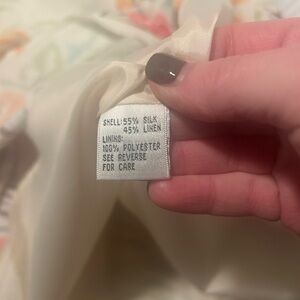 SHELL: 55% SILK
45% LINEN
LINING:
100% POLYESTER
SEE REVERSE
FOR CARE